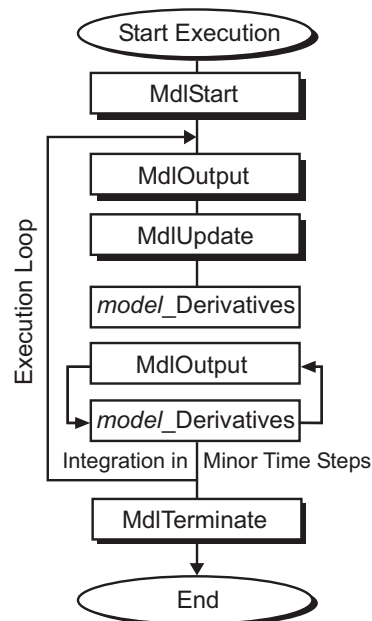 Start Execution
MdlStart
MdlOutput
MdlUpdate
model_Derivatives
MdlOutput
model_Derivatives
Integration in Minor Time Steps
Execution Loop
MdlTerminate
End